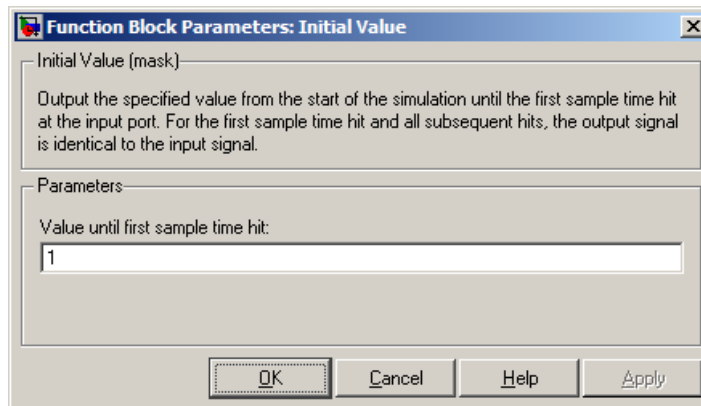 Function Block Parameters: Initial Value
Initial Value (mask)
Output the specified value from the start of the simulation until the first sample time hit
at the input port. For the first sample time hit and all subsequent hits, the output signal
is identical to the input signal.
Parameters
Value until first sample time hit:
1
OK Cancel Help Apply